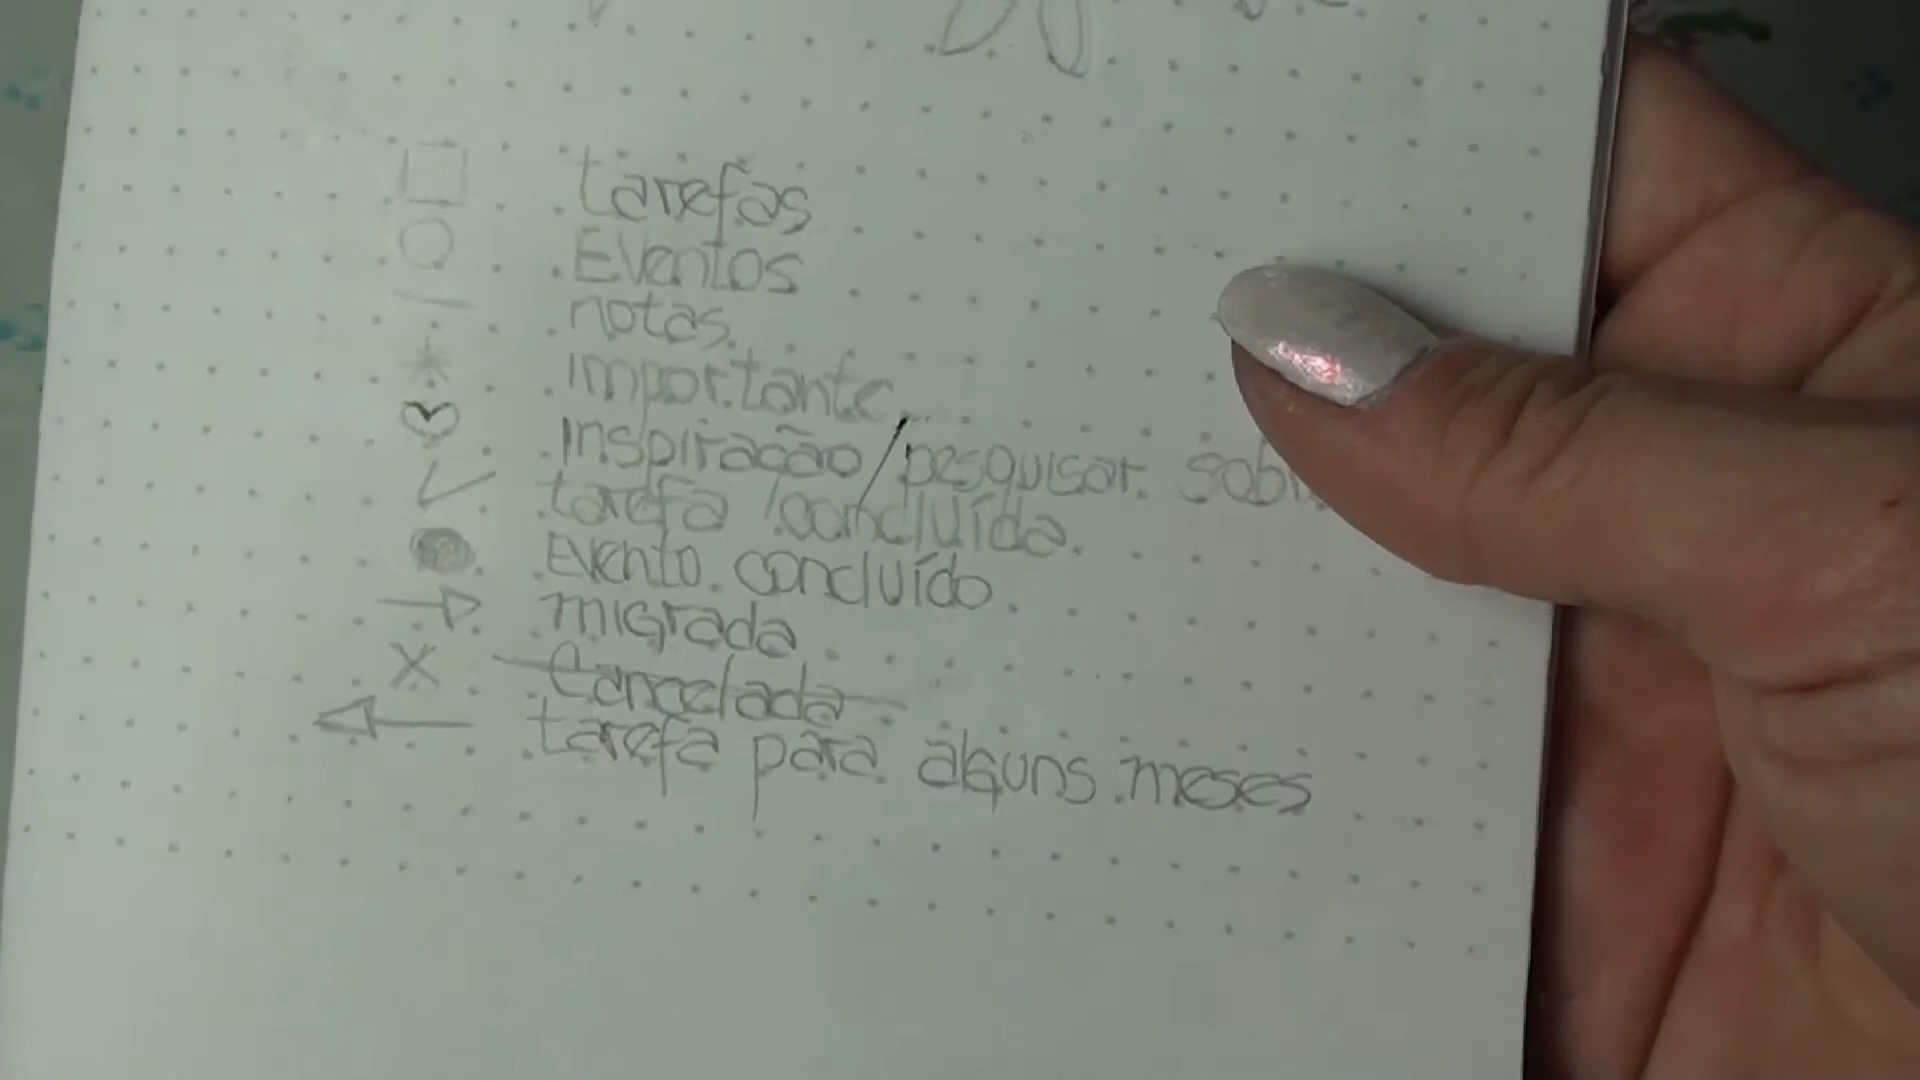 tarefas
Eventos
notas
importante
inspiração/pesquisar
tarefa concluída
Evento concluído
migrada
Cancelada
tarefa para alguns meses